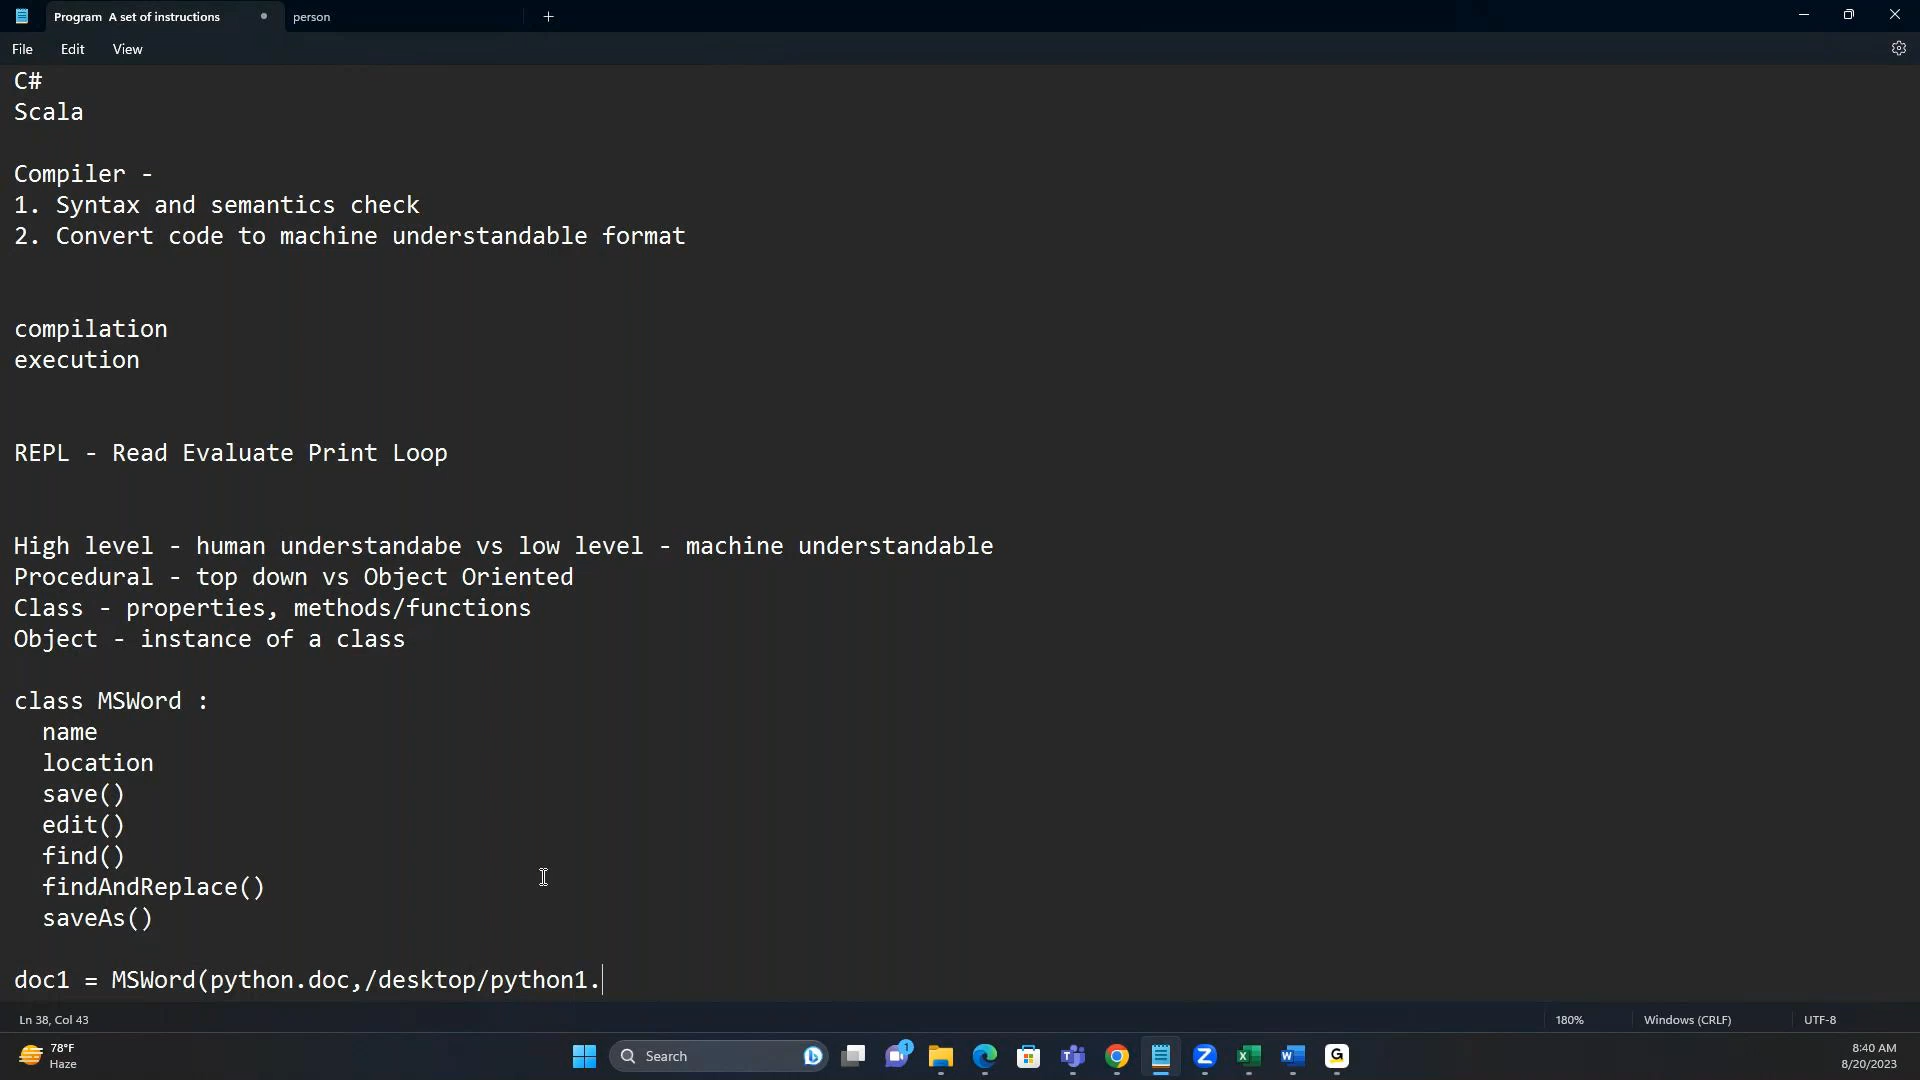 Program  A set of instructions
person
File
Edit
View
C#
Scala
Compiler -
1. Syntax and semantics check
2. Convert code to machine understandable format
compilation
execution
REPL - Read Evaluate Print Loop
High level - human understandabe vs low level - machine understandable
Procedural - top down vs Object Oriented
Class - properties, methods/functions
Object - instance of a class
class MSWord :
name
location
save()
edit()
find()
findAndReplace()
saveAs()
doc1 = MSWord(python.doc,/desktop/python1.
Ln 38, Col 43
180%
Windows (CRLF)
UTF-8
78°F
Haze
Search
1
8:40 AM
8/20/2023